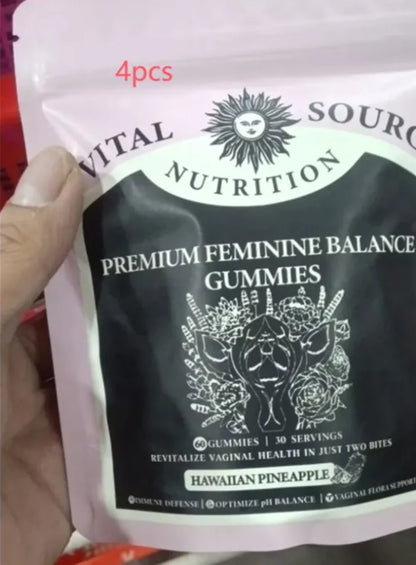 4pcs
VITAL SOURC
NUTRITION
PREMIUM FEMININE BALANCE
GUMMIES
60 GUMMIES | 30 SERVINGS
REVITALIZE VAGINAL HEALTH IN JUST TWO BITES
HAWAIIAN PINEAPPLE
IMMUNE DEFENSE | OPTIMIZE pH BALANCE | VAGINAL FLORA SUPPORT